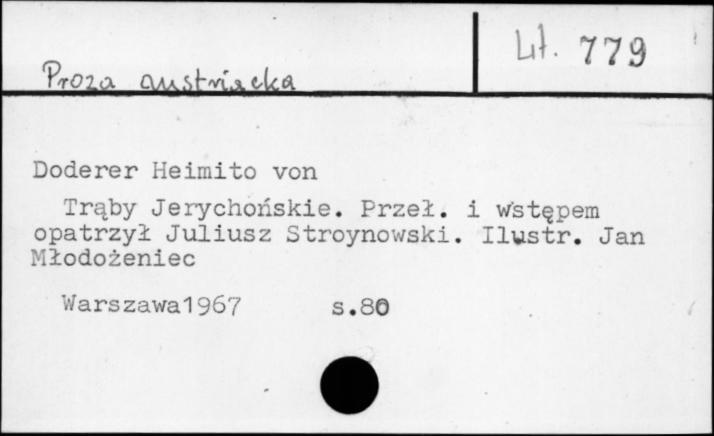 Lit. 779
Proza austriacka
Doderer Heimito von
Trąby Jerychońskie. Przeł. i wstępem
opatrzył Juliusz Stroynowski. Ilustr. Jan
Młodożeniec
Warszawa1967 s.80